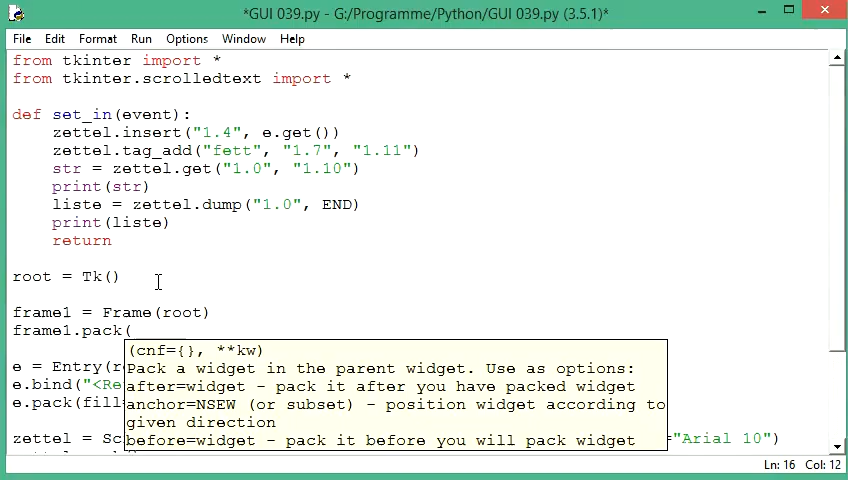 *GUI 039.py - G:/Programme/Python/GUI 039.py (3.5.1)*
File Edit Format Run Options Window Help
from tkinter import *
from tkinter.scrolledtext import *
def set_in(event):
    zettel.insert("1.4", e.get())
    zettel.tag_add("fett", "1.7", "1.11")
    str = zettel.get("1.0", "1.10")
    print(str)
    liste = zettel.dump("1.0", END)
    print(liste)
    return
root = Tk()
frame1 = Frame(root)
frame1.pack(
(cnf={}, **kw)
e = Entry(r
Pack a widget in the parent widget. Use as options:
e.bind("<Re
after=widget - pack it after you have packed widget
e.pack(fill
anchor=NSEW (or subset) - position widget according to
given direction
zettel = Sc
before=widget - pack it before you will pack widget
="Arial 10")
Ln: 16 Col: 12